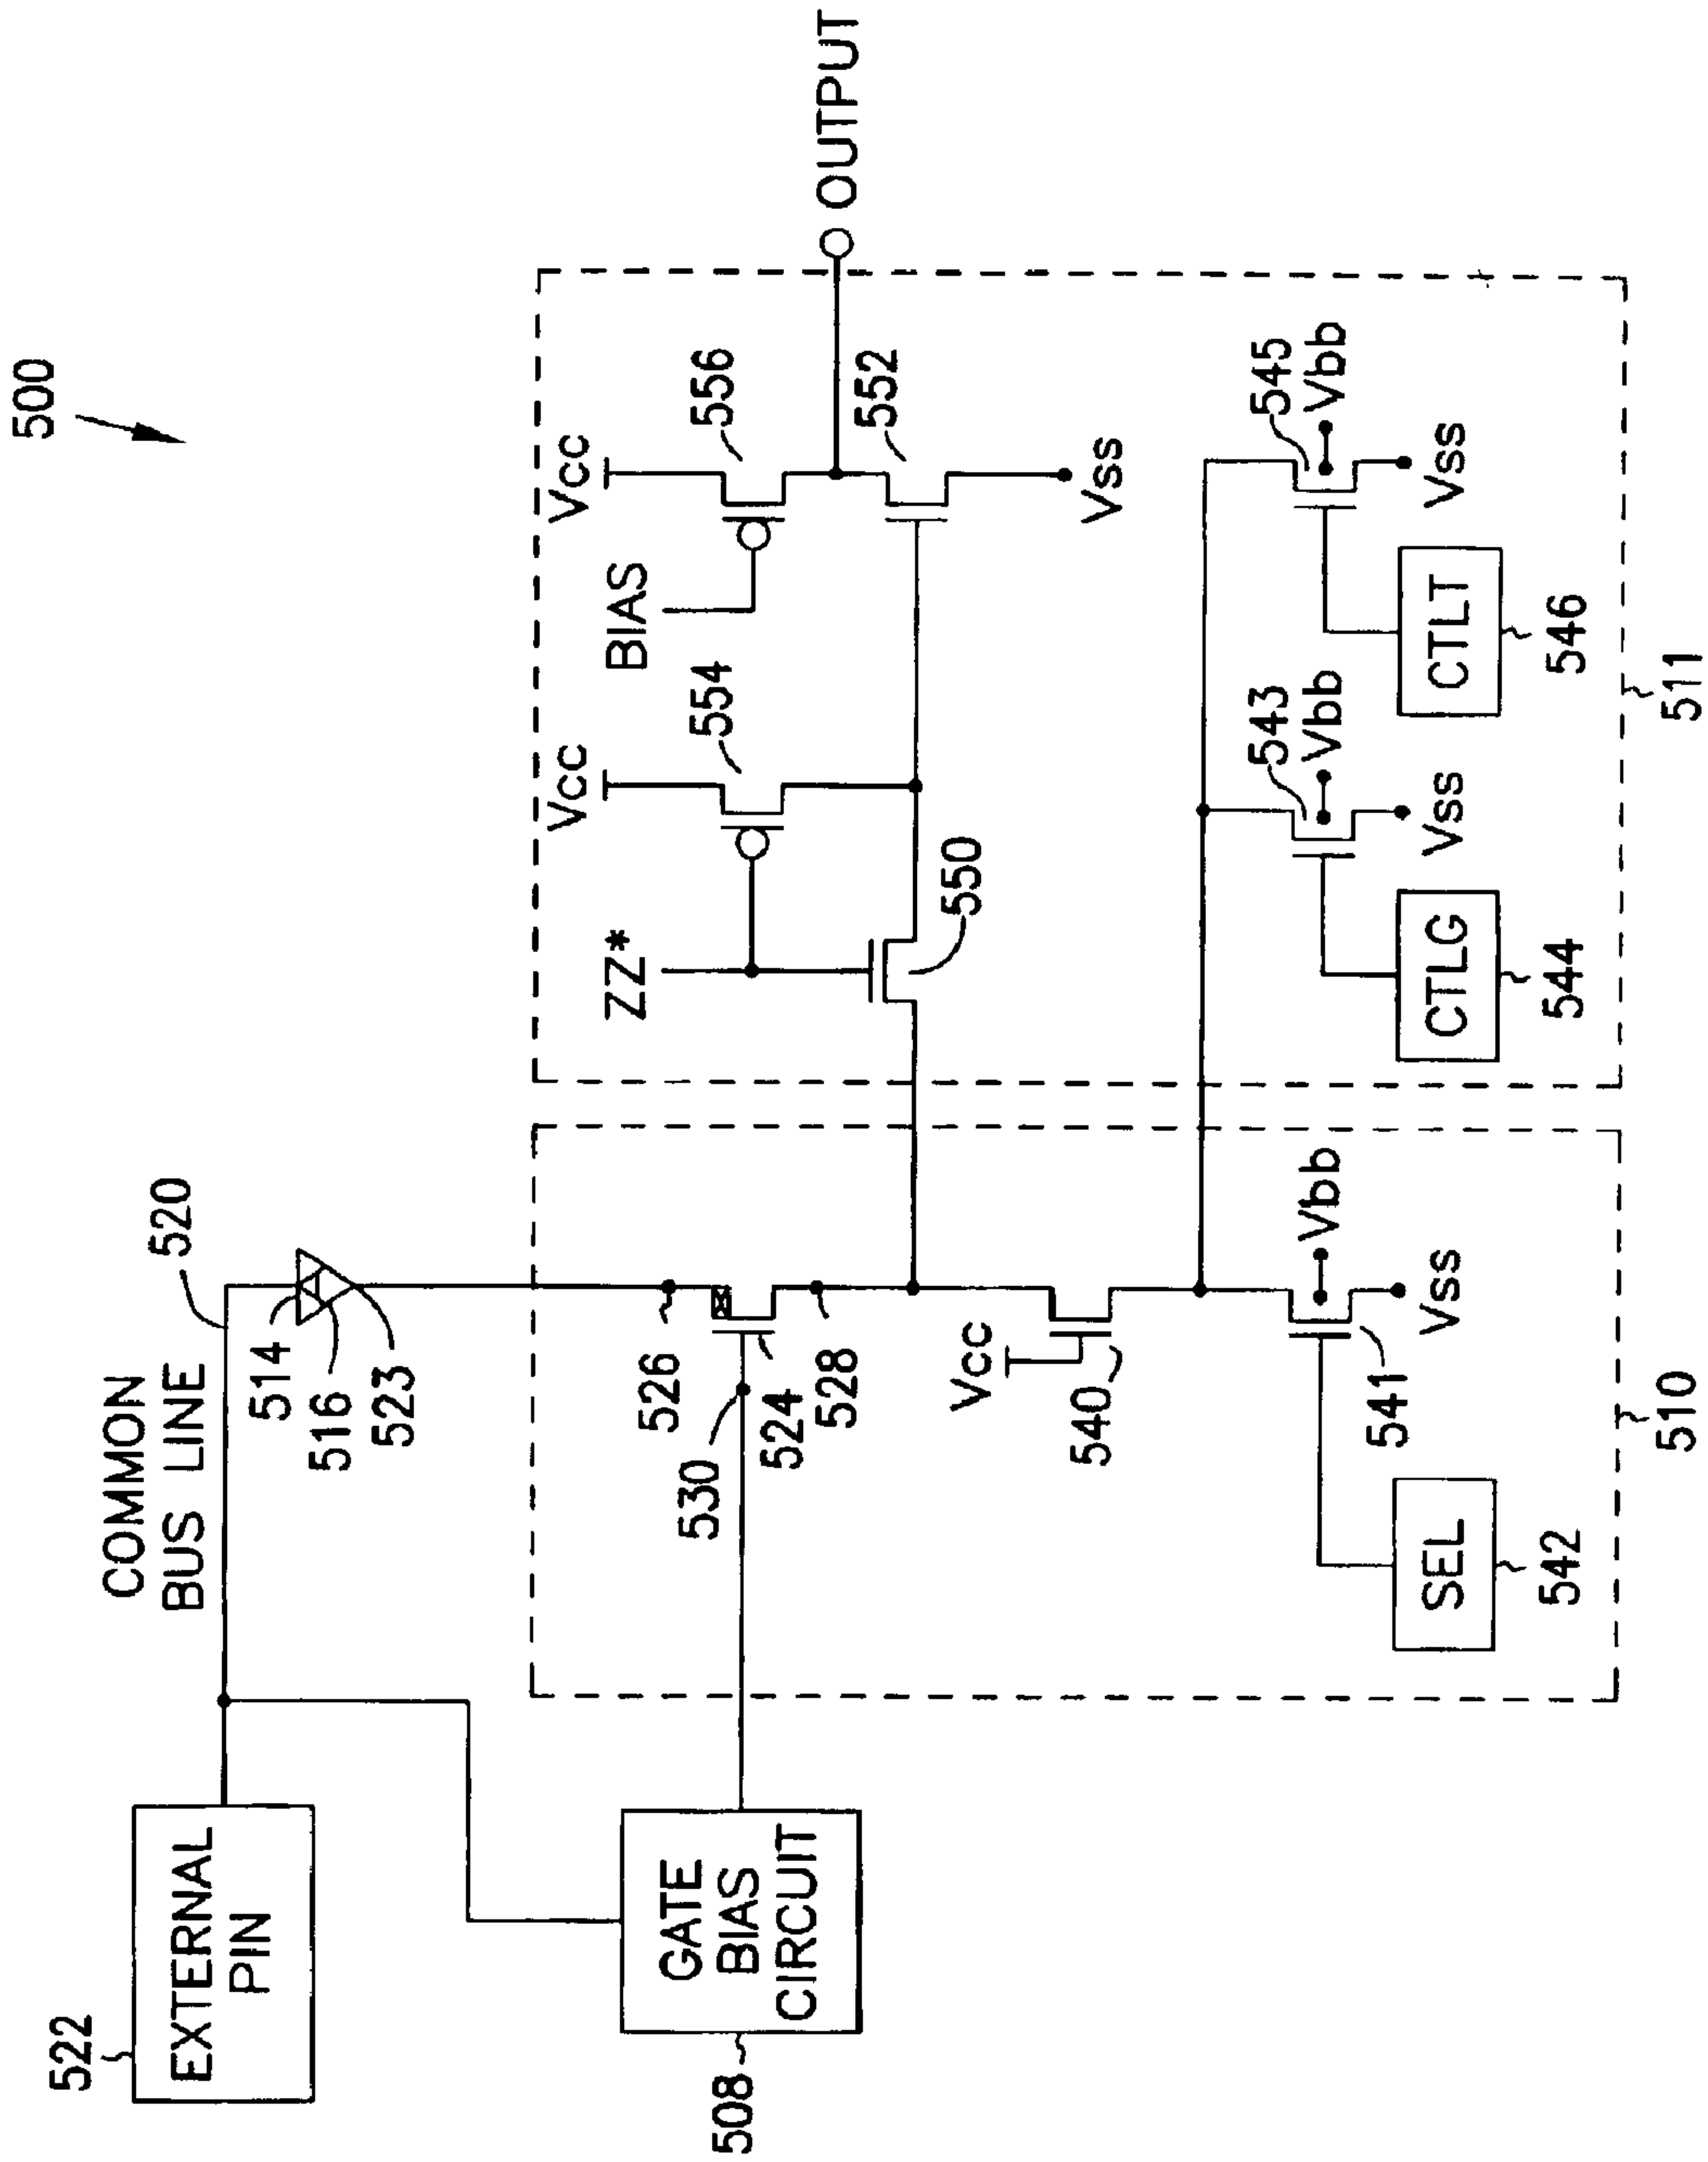 500
522
EXTERNAL
PIN
COMMON
BUS LINE
520
514
516
523
508
GATE
BIAS
CIRCUIT
530
526
524
528
Vcc
540
541
Vbb
Vss
SEL
542
510
ZZ*
550
Vcc
554
BIAS
Vcc
556
552
Vss
OUTPUT
543
Vbb
Vss
CTLG
544
545
Vbb
Vss
CTLT
546
511